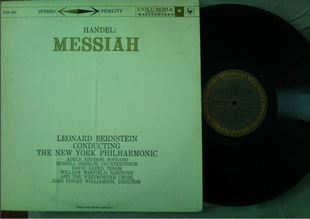 STEREO FIDELITY
COLUMBIA
MASTERWORKS
HANDEL:
MESSIAH
LEONARD BERNSTEIN
CONDUCTING
THE NEW YORK PHILHARMONIC
ADELE ADDISON, SOPRANO
RUSSELL OBERLIN, COUNTERTENOR
DAVID LLOYD, TENOR
WILLIAM WARFIELD, BARITONE
AND THE WESTMINSTER CHOIR,
JOHN FINLEY WILLIAMSON, DIRECTOR